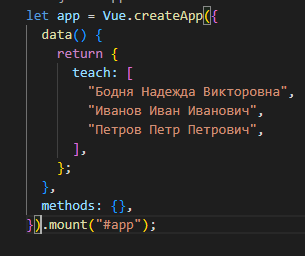 let app = Vue.createApp({
data() {
return {
teach: [
"Бодня Надежда Викторовна",
"Иванов Иван Иванович",
"Петров Петр Петрович",
],
};
},
methods: {},
}).mount("#app");